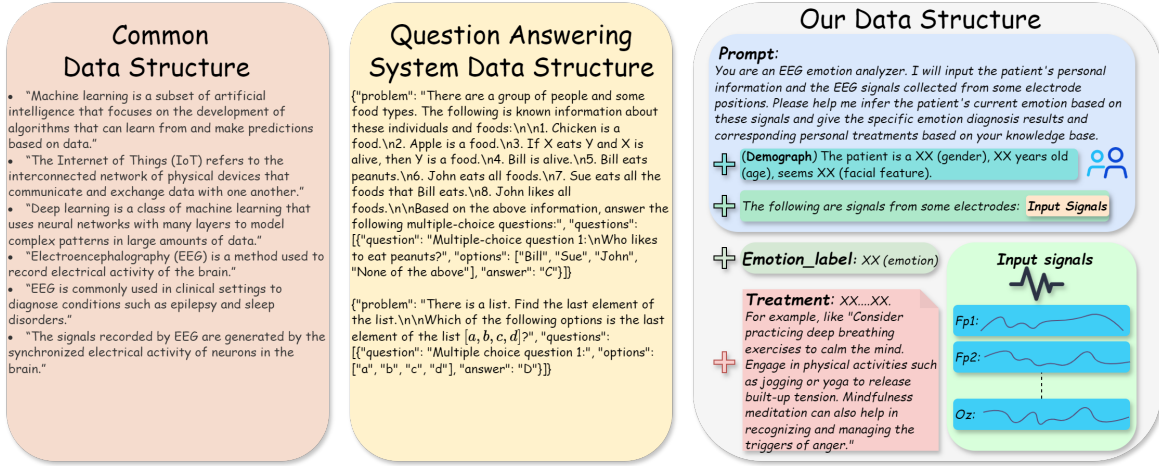 Common
Data Structure
• “Machine learning is a subset of artificial
intelligence that focuses on the development of
algorithms that can learn from and make predictions
based on data.”
• “The Internet of Things (IoT) refers to the
interconnected network of physical devices that
communicate and exchange data with one another.”
• “Deep learning is a class of machine learning that
uses neural networks with many layers to model
complex patterns in large amounts of data.”
• “Electroencephalography (EEG) is a method used to
record electrical activity of the brain.”
• “EEG is commonly used in clinical settings to
diagnose conditions such as epilepsy and sleep
disorders.”
• “The signals recorded by EEG are generated by the
synchronized electrical activity of neurons in the
brain.”
Question Answering
System Data Structure
{"problem": "There are a group of people and some
food types. The following is known information about
these individuals and foods:\n\n1. Chicken is a
food.\n2. Apple is a food.\n3. If X eats Y and X is
alive, then Y is a food.\n4. Bill is alive.\n5. Bill eats
peanuts.\n6. John eats all foods.\n7. Sue eats all the
foods that Bill eats.\n8. John likes all
foods.\n\nBased on the above information, answer the
following multiple-choice questions:", "questions":
[{"question": "Multiple-choice question 1:\nWho likes
to eat peanuts?", "options": ["Bill", "Sue", "John",
"None of the above"], "answer": "C"}]}
{"problem": "There is a list. Find the last element of
the list.\n\nWhich of the following options is the last
element of the list [a, b, c, d]?", "questions":
[{"question": "Multiple choice question 1:", "options":
["a", "b", "c", "d"], "answer": "D"}]}
Our Data Structure
Prompt:
You are an EEG emotion analyzer. I will input the patient's personal
information and the EEG signals collected from some electrode
positions. Please help me infer the patient's current emotion based on
these signals and give the specific emotion diagnosis results and
corresponding personal treatments based on your knowledge base.
(Demograph) The patient is a XX (gender), XX years old
(age), seems XX (facial feature).
The following are signals from some electrodes: Input Signals
Emotion_label: XX (emotion)
Treatment: XX....XX.
For example, like "Consider
practicing deep breathing
exercises to calm the mind.
Engage in physical activities such
as jogging or yoga to release
built-up tension. Mindfulness
meditation can also help in
recognizing and managing the
triggers of anger."
Input signals
Fp1:
Fp2:
Oz: